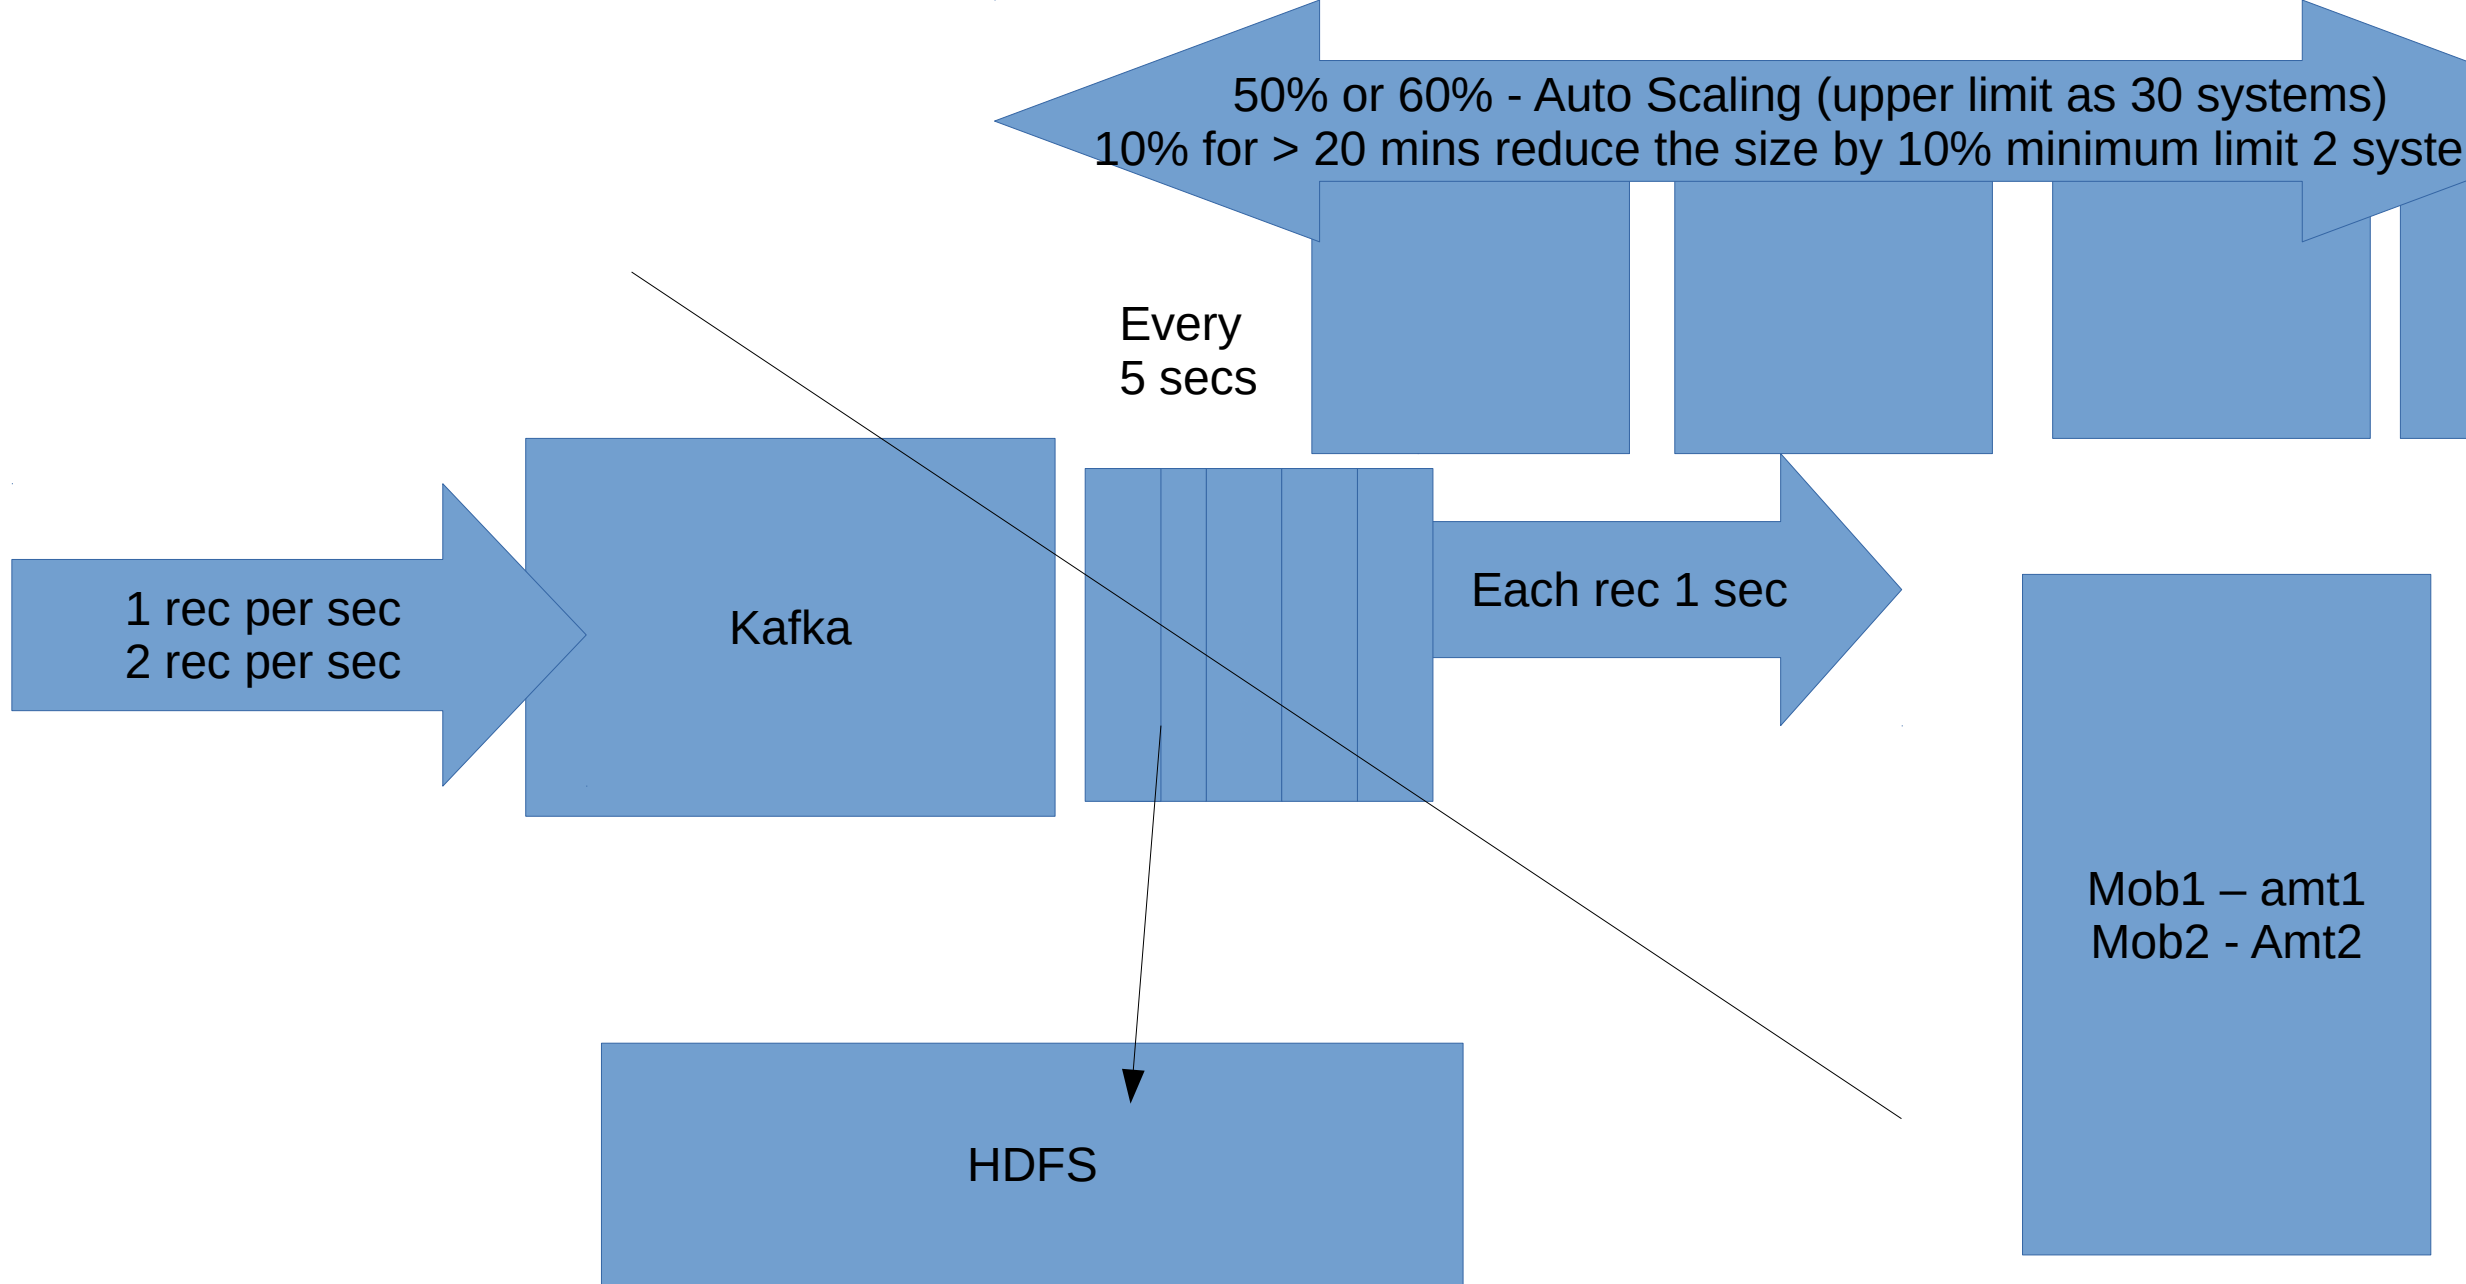 50% or 60% - Auto Scaling (upper limit as 30 systems)
10% for > 20 mins reduce the size by 10% minimum limit 2 syste
Every
5 secs
1 rec per sec
2 rec per sec
Kafka
Each rec 1 sec
Mob1 – amt1
Mob2 - Amt2
HDFS